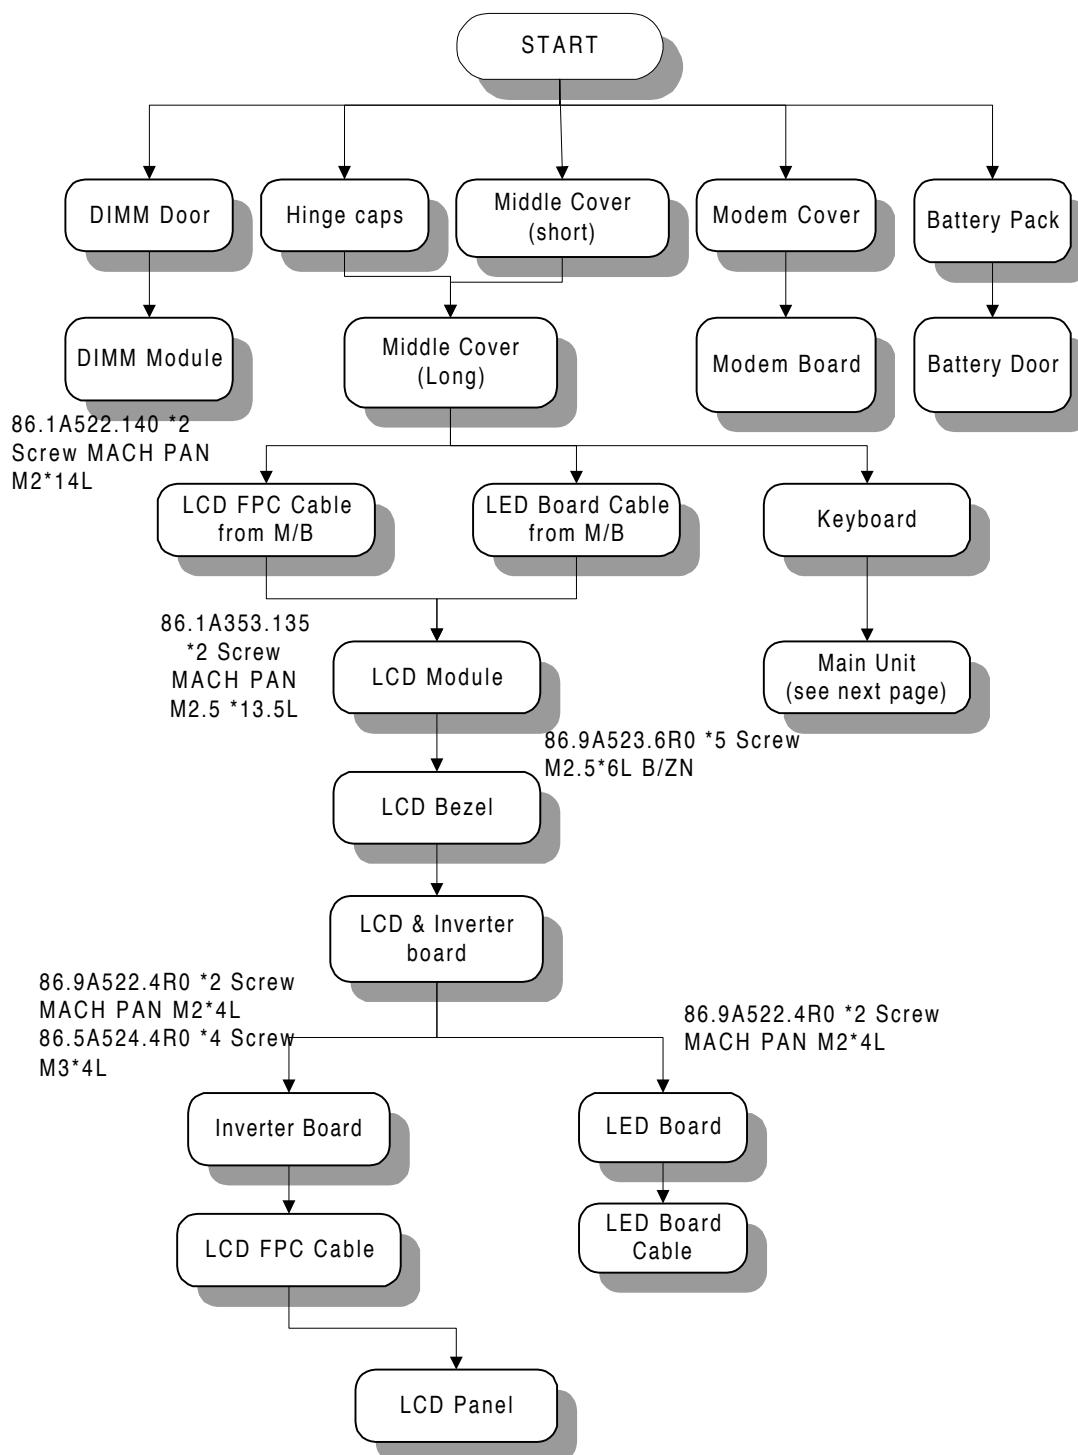 START
DIMM Door
Hinge caps
Middle Cover
(short)
Modem Cover
Battery Pack
DIMM Module
Middle Cover
(Long)
Modem Board
Battery Door
86.1A522.140 *2
Screw MACH PAN
M2*14L
LCD FPC Cable
from M/B
LED Board Cable
from M/B
Keyboard
86.1A353.135
*2 Screw
MACH PAN
M2.5 *13.5L
LCD Module
Main Unit
(see next page)
86.9A523.6R0 *5 Screw
M2.5*6L B/ZN
LCD Bezel
LCD & Inverter
board
86.9A522.4R0 *2 Screw
MACH PAN M2*4L
86.5A524.4R0 *4 Screw
M3*4L
86.9A522.4R0 *2 Screw
MACH PAN M2*4L
Inverter Board
LED Board
LCD FPC Cable
LED Board
Cable
LCD Panel